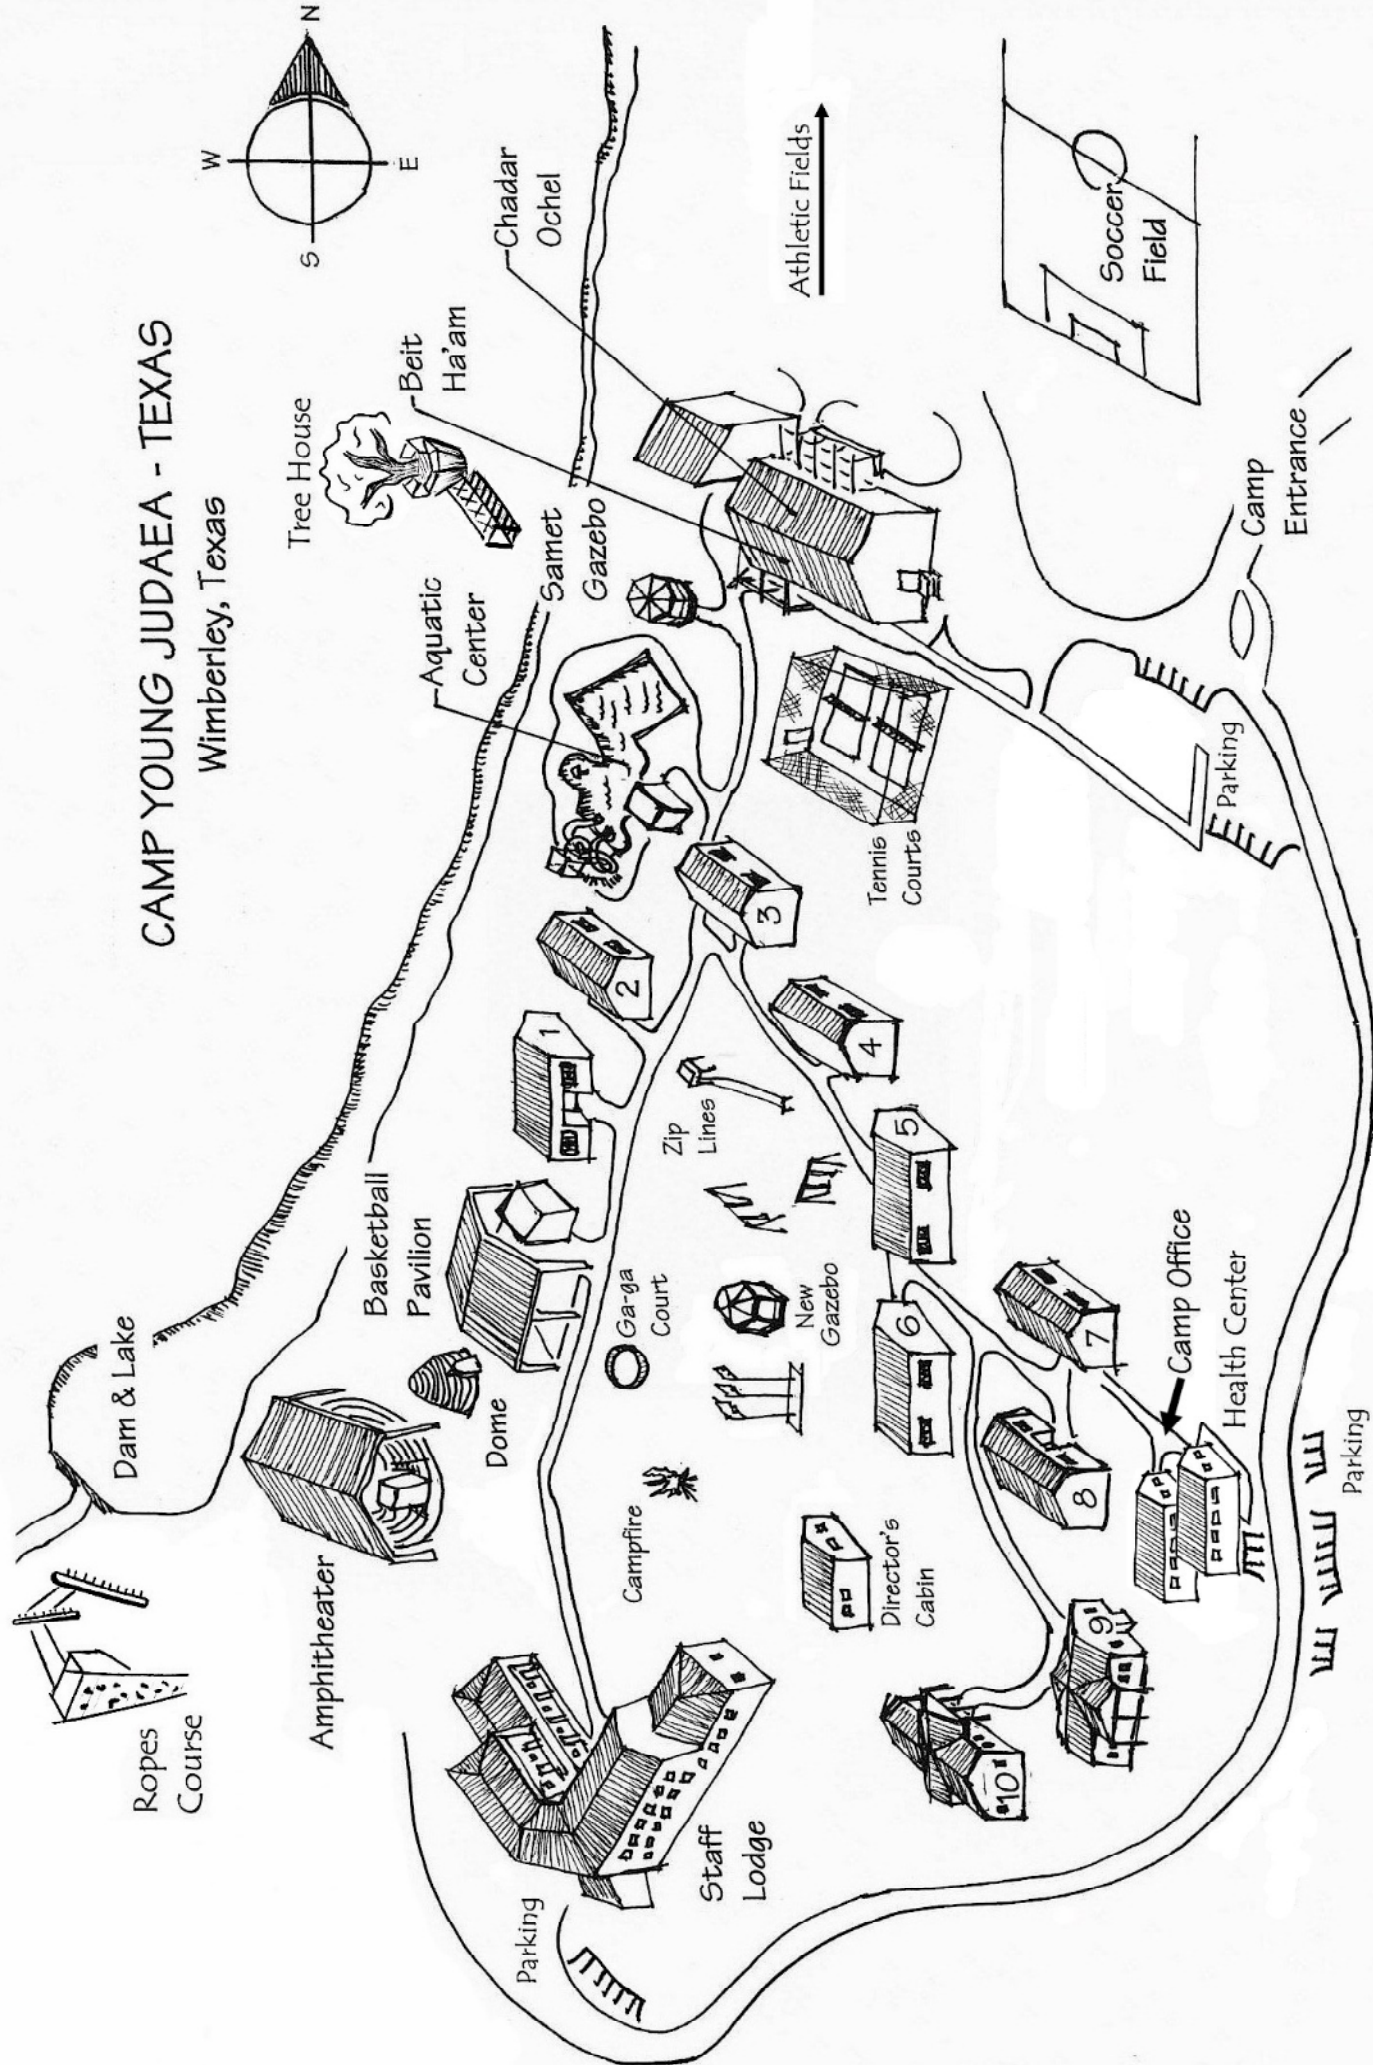 CAMP YOUNG JUDAEA - TEXAS
Wimberley, Texas
W
N
S
E
Dam & Lake
Ropes
Course
Amphitheater
Basketball
Pavilion
Dome
Tree House
Aquatic
Center
Samet
Gazebo
Beit
Ha'am
Chadar
Ochel
Athletic Fields
Soccer
Field
Camp
Entrance
Parking
Tennis
Courts
1
2
3
4
5
6
7
8
9
10
Zip
Lines
Ga-ga
Court
New
Gazebo
Campfire
Director's
Cabin
Staff
Lodge
Parking
Camp Office
Health Center
Parking